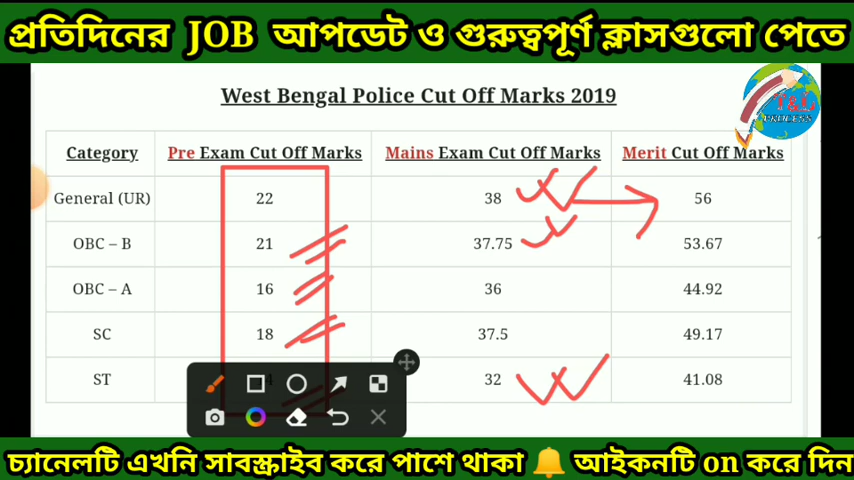 প্রতিদিনের JOB আপডেট ও গুরুত্বপূর্ণ ক্লাসগুলো পেতে
West Bengal Police Cut Off Marks 2019
T&L
PROCESS
Category Pre Exam Cut Off Marks Mains Exam Cut Off Marks Merit Cut Off Marks
General (UR) 22 38 56
OBC – B 21 37.75 53.67
OBC – A 16 36 44.92
SC 18 37.5 49.17
ST 32 41.08
চ্যানেলটি এখনি সাবস্ক্রাইব করে পাশে থাকা 🔔 আইকনটি on করে দিন